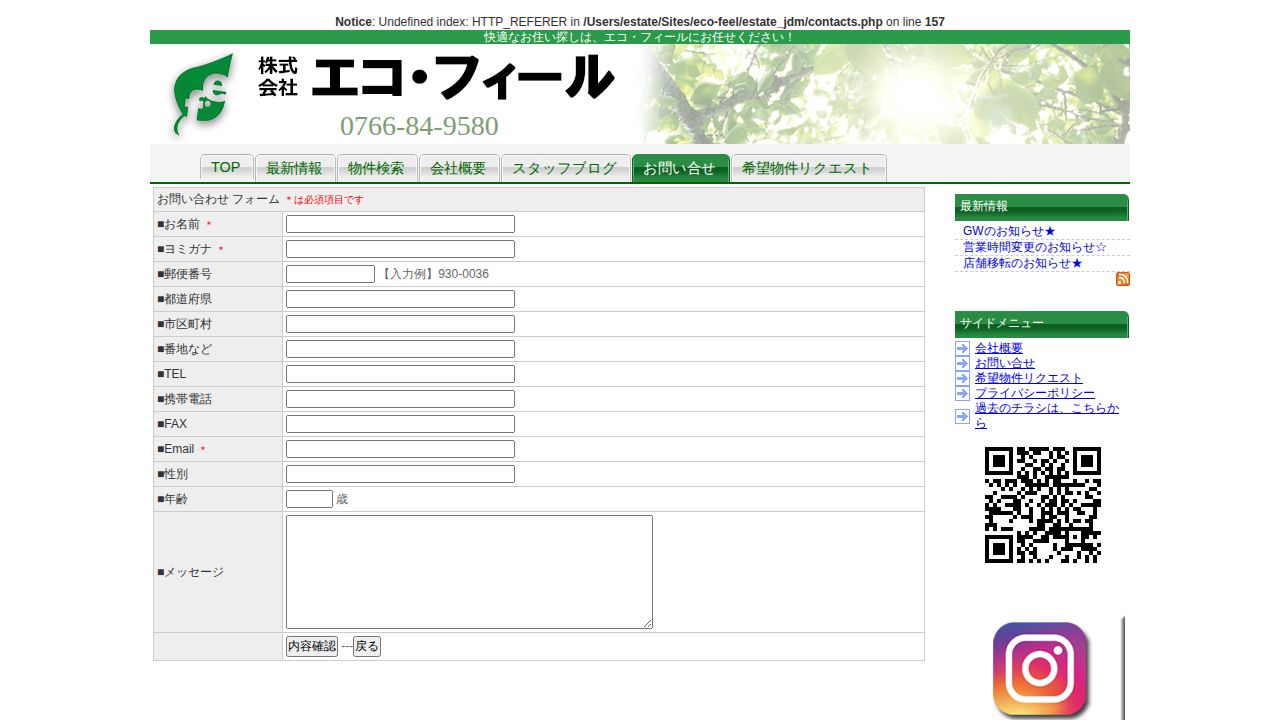 Notice: Undefined index: HTTP_REFERER in /Users/estate/Sites/eco-feel/estate_jdm/contacts.php on line 157
快適なお住い探しは、エコ・フィールにお任せください！
株式会社 エコ・フィール
fe
0766-84-9580
TOP 最新情報 物件検索 会社概要 スタッフブログ お問い合せ 希望物件リクエスト
お問い合わせ フォーム * は必須項目です
■お名前 *
■ヨミガナ *
■郵便番号 【入力例】930-0036
■都道府県
■市区町村
■番地など
■TEL
■携帯電話
■FAX
■Email *
■性別
■年齢 歳
■メッセージ
内容確認 ---戻る
最新情報
GWのお知らせ★
営業時間変更のお知らせ☆
店舗移転のお知らせ★
サイドメニュー
会社概要
お問い合せ
希望物件リクエスト
プライバシーポリシー
過去のチラシは、こちらか
ら